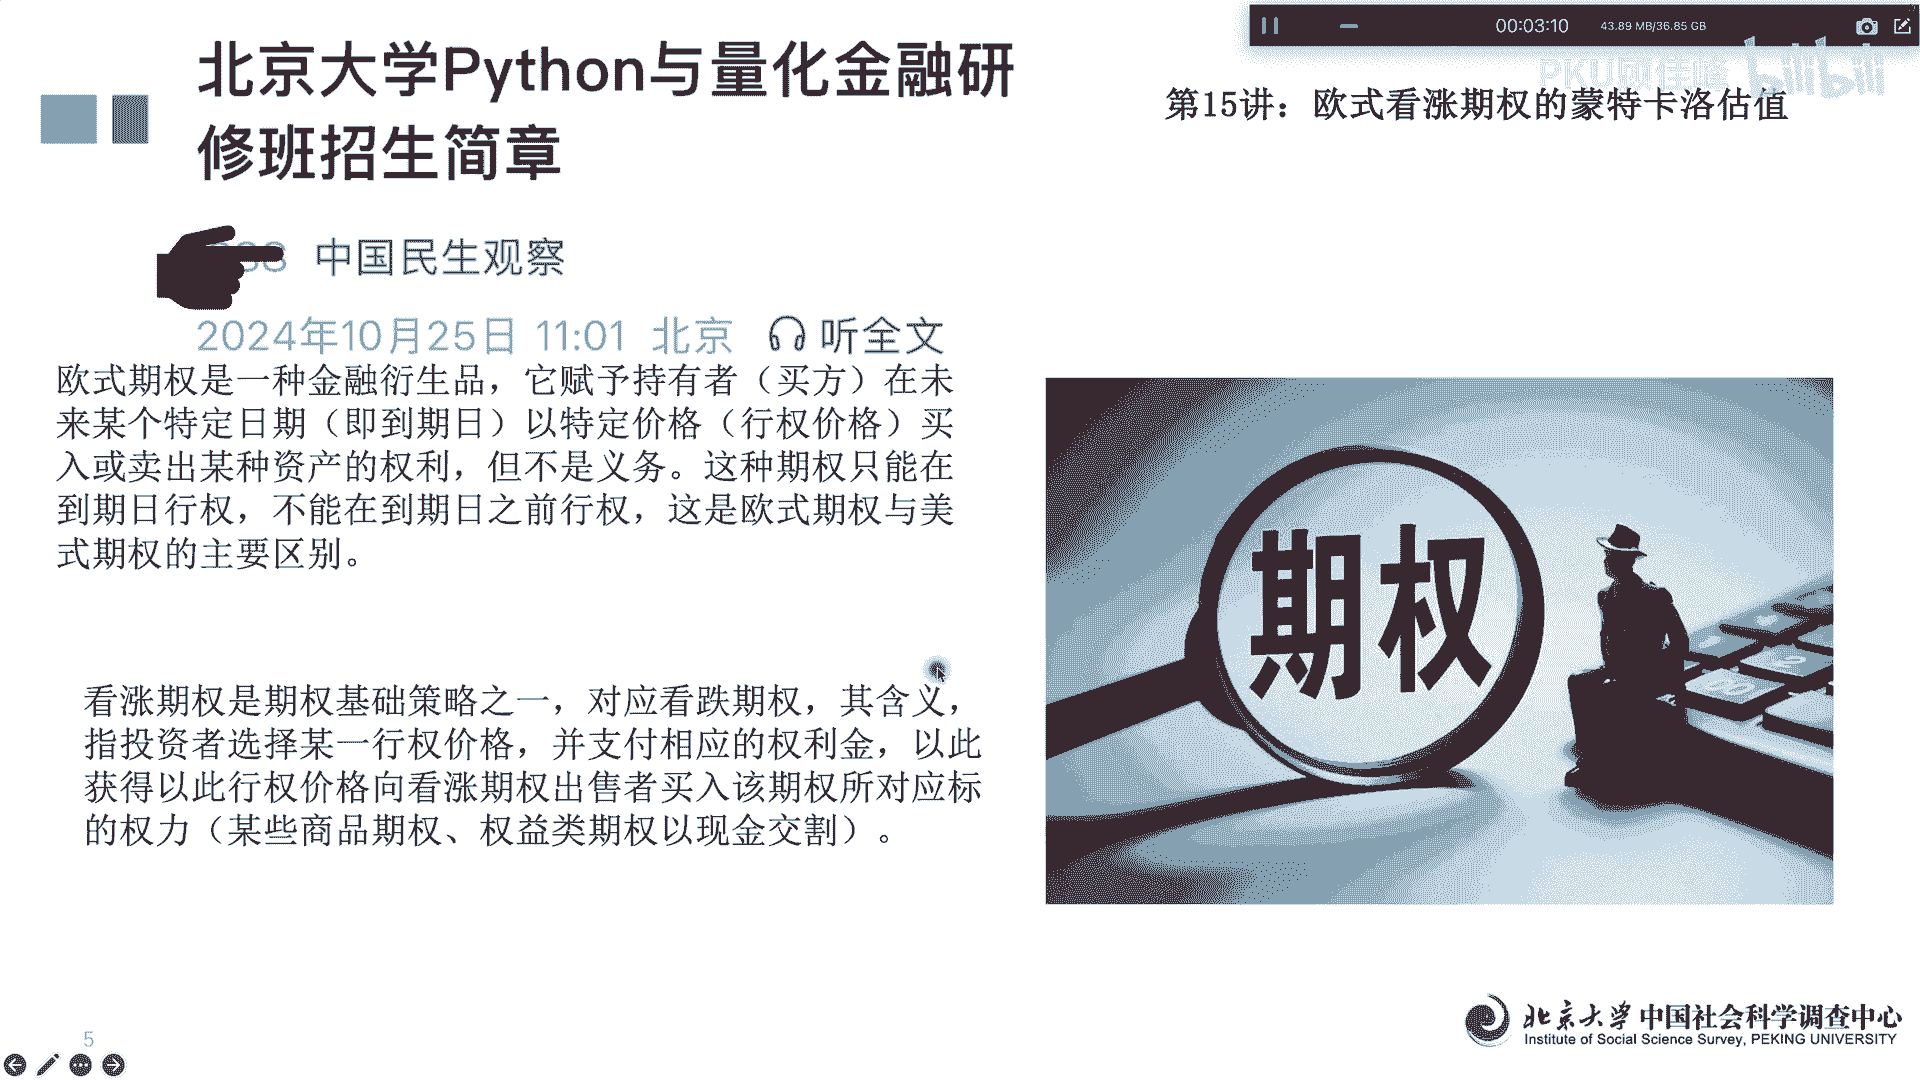 00:03:10 43.89 MB/36.85 GB
PKU顾佳峰 bilibili
北京大学Python与量化金融研
修班招生简章
第15讲：欧式看涨期权的蒙特卡洛估值
中国民生观察
2024年10月25日 11:01 北京 听全文
欧式期权是一种金融衍生品，它赋予持有者（买方）在未
来某个特定日期（即到期日）以特定价格（行权价格）买
入或卖出某种资产的权利，但不是义务。这种期权只能在
到期日行权，不能在到期日之前行权，这是欧式期权与美
式期权的主要区别。
期权
看涨期权是期权基础策略之一，对应看跌期权，其含义，
指投资者选择某一行权价格，并支付相应的权利金，以此
获得以此行权价格向看涨期权出售者买入该期权所对应标
的权力（某些商品期权、权益类期权以现金交割）。
北京大学中国社会科学调查中心
Institute of Social Science Survey, PEKING UNIVERSITY
5